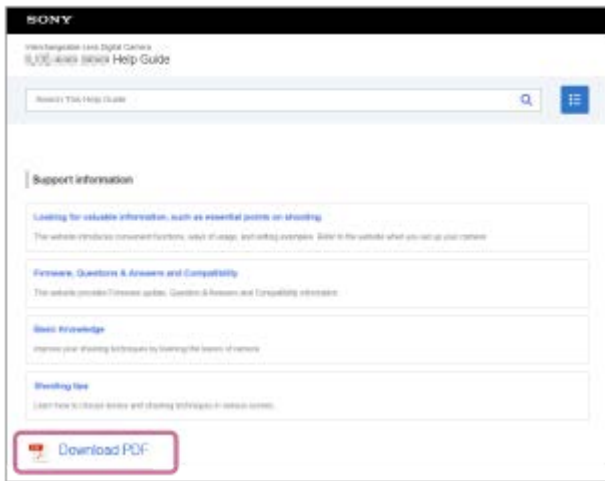 SONY
Interchangeable Lens Digital Camera
Help Guide
Search This Help Guide
Support information
Looking for valuable information, such as essential points on shooting
This website introduces convenient functions, ways of usage, and setting examples. Refer to the website when you set up your camera.
Firmware, Questions & Answers and Compatibility
This website provides Firmware update, Question & Answers and Compatibility information.
Basic Knowledge
Improve your shooting techniques by learning the basics of camera
Shooting tips
Learn how to choose lenses and shooting techniques in various scenes.
Download PDF